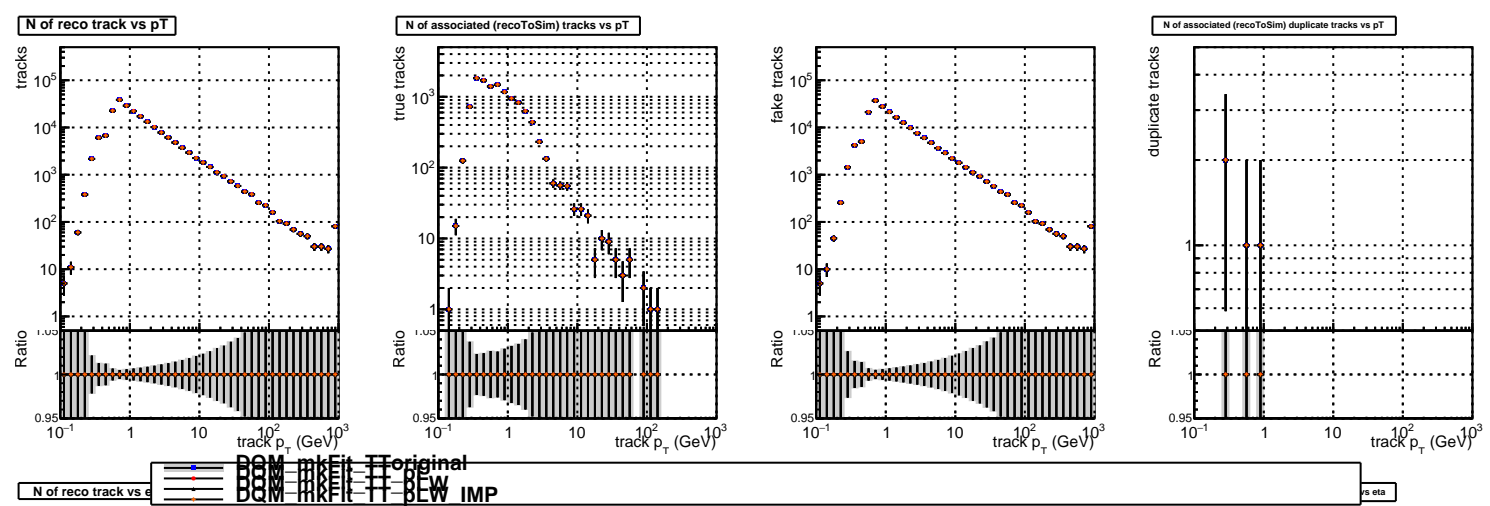 N of reco track vs pT
N of associated (recoToSim) tracks vs pT
N of associated (recoToSim) duplicate tracks vs pT
tracks
10^5
10^4
10^3
10^2
10
1
true tracks
10^3
10^2
10
1
fake tracks
10^5
10^4
10^3
10^2
10
1
duplicate tracks
1
Ratio
1.05
1
0.95
Ratio
1.05
1
0.95
Ratio
1.05
1
0.95
Ratio
1.05
1
0.95
10^−1 1 10 10^2 10^3
track p_T (GeV)
10^−1 1 10 10^2 10^3
track p_T (GeV)
10^−1 1 10 10^2 10^3
track p_T (GeV)
10^−1 1 10 10^2 10^3
track p_T (GeV)
DQM_mkFit_TToriginal
DQM_mkFit_TT_pLW
DQM_mkFit_TT_pLW_IMP
N of reco track vs
vs eta